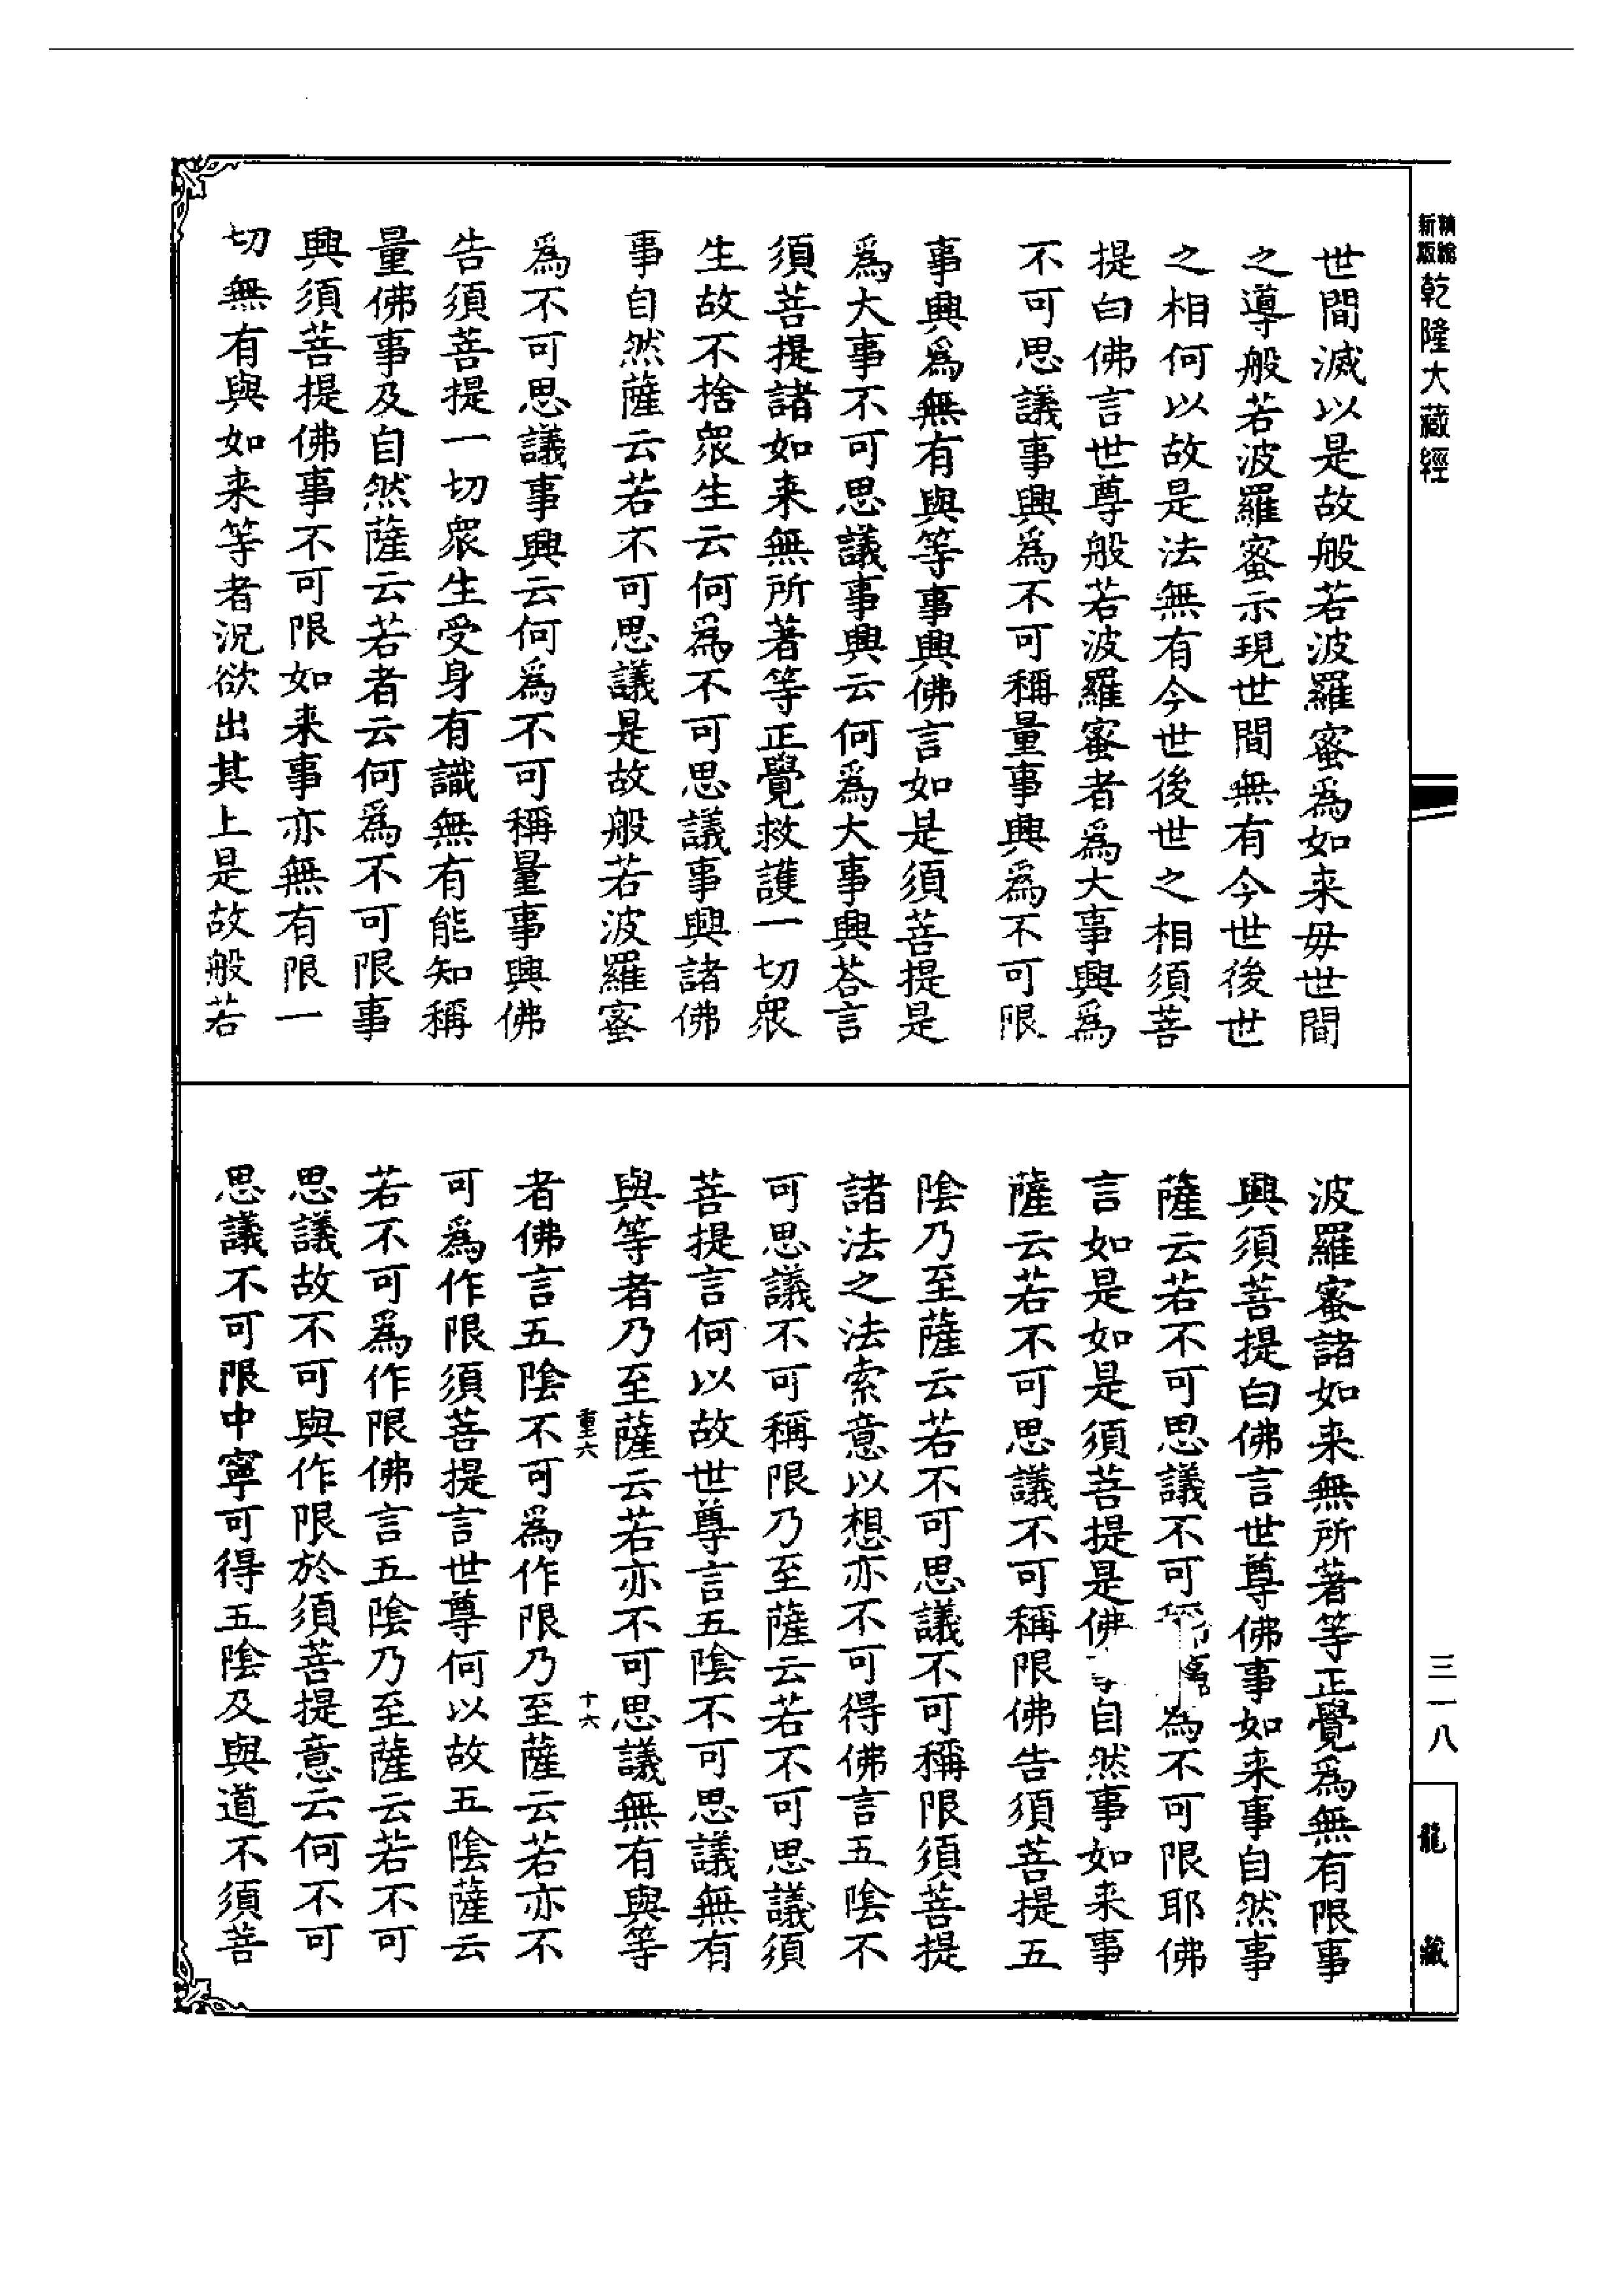 精縮
新版
乾隆大藏經
世間滅以是故般若波羅蜜爲如来毋世間
之導般若波羅蜜示現世間無有今世後世
之相何以故是法無有今世後世之相須菩
提白佛言世尊般若波羅蜜者爲大事興爲
不可思議事興爲不可稱量事興爲不可限
事興爲無有與等事興佛言如是須菩提是
爲大事不可思議事興云何爲大事興荅言
須菩提諸如来無所著等正覺救護一切衆
生故不捨衆生云何爲不可思議事興諸佛
事自然薩云若不可思議是故般若波羅蜜
爲不可思議事興云何爲不可稱量事興佛
告須菩提一切衆生受身有識無有能知稱
量佛事及自然薩云若者云何爲不可限事
興須菩提佛事不可限如来事亦無有限一
切無有與如来等者況欲出其上是故般若
波羅蜜諸如来無所著等正覺爲無有限事
興須菩提白佛言世尊佛事如来事自然事
薩云若不可思議不可稱爲不可限耶佛
言如是如是須菩提是佛自然事如来事
薩云若不可思議不可稱限佛告須菩提五
陰乃至薩云若不可思議不可稱限須菩提
諸法之法索意以想亦不可得佛言五陰不
可思議不可稱限乃至薩云若不可思議須
菩提言何以故世尊言五陰不可思議無有
與等者乃至薩云若亦不可思議無有與等
重六
十六
者佛言五陰不可爲作限乃至薩云若亦不
可爲作限須菩提言世尊何以故五陰薩云
若不可爲作限佛言五陰乃至薩云若不可
思議故不可與作限於須菩提意云何不可
思議不可限中寧可得五陰及與道不須菩
三一八
龍藏